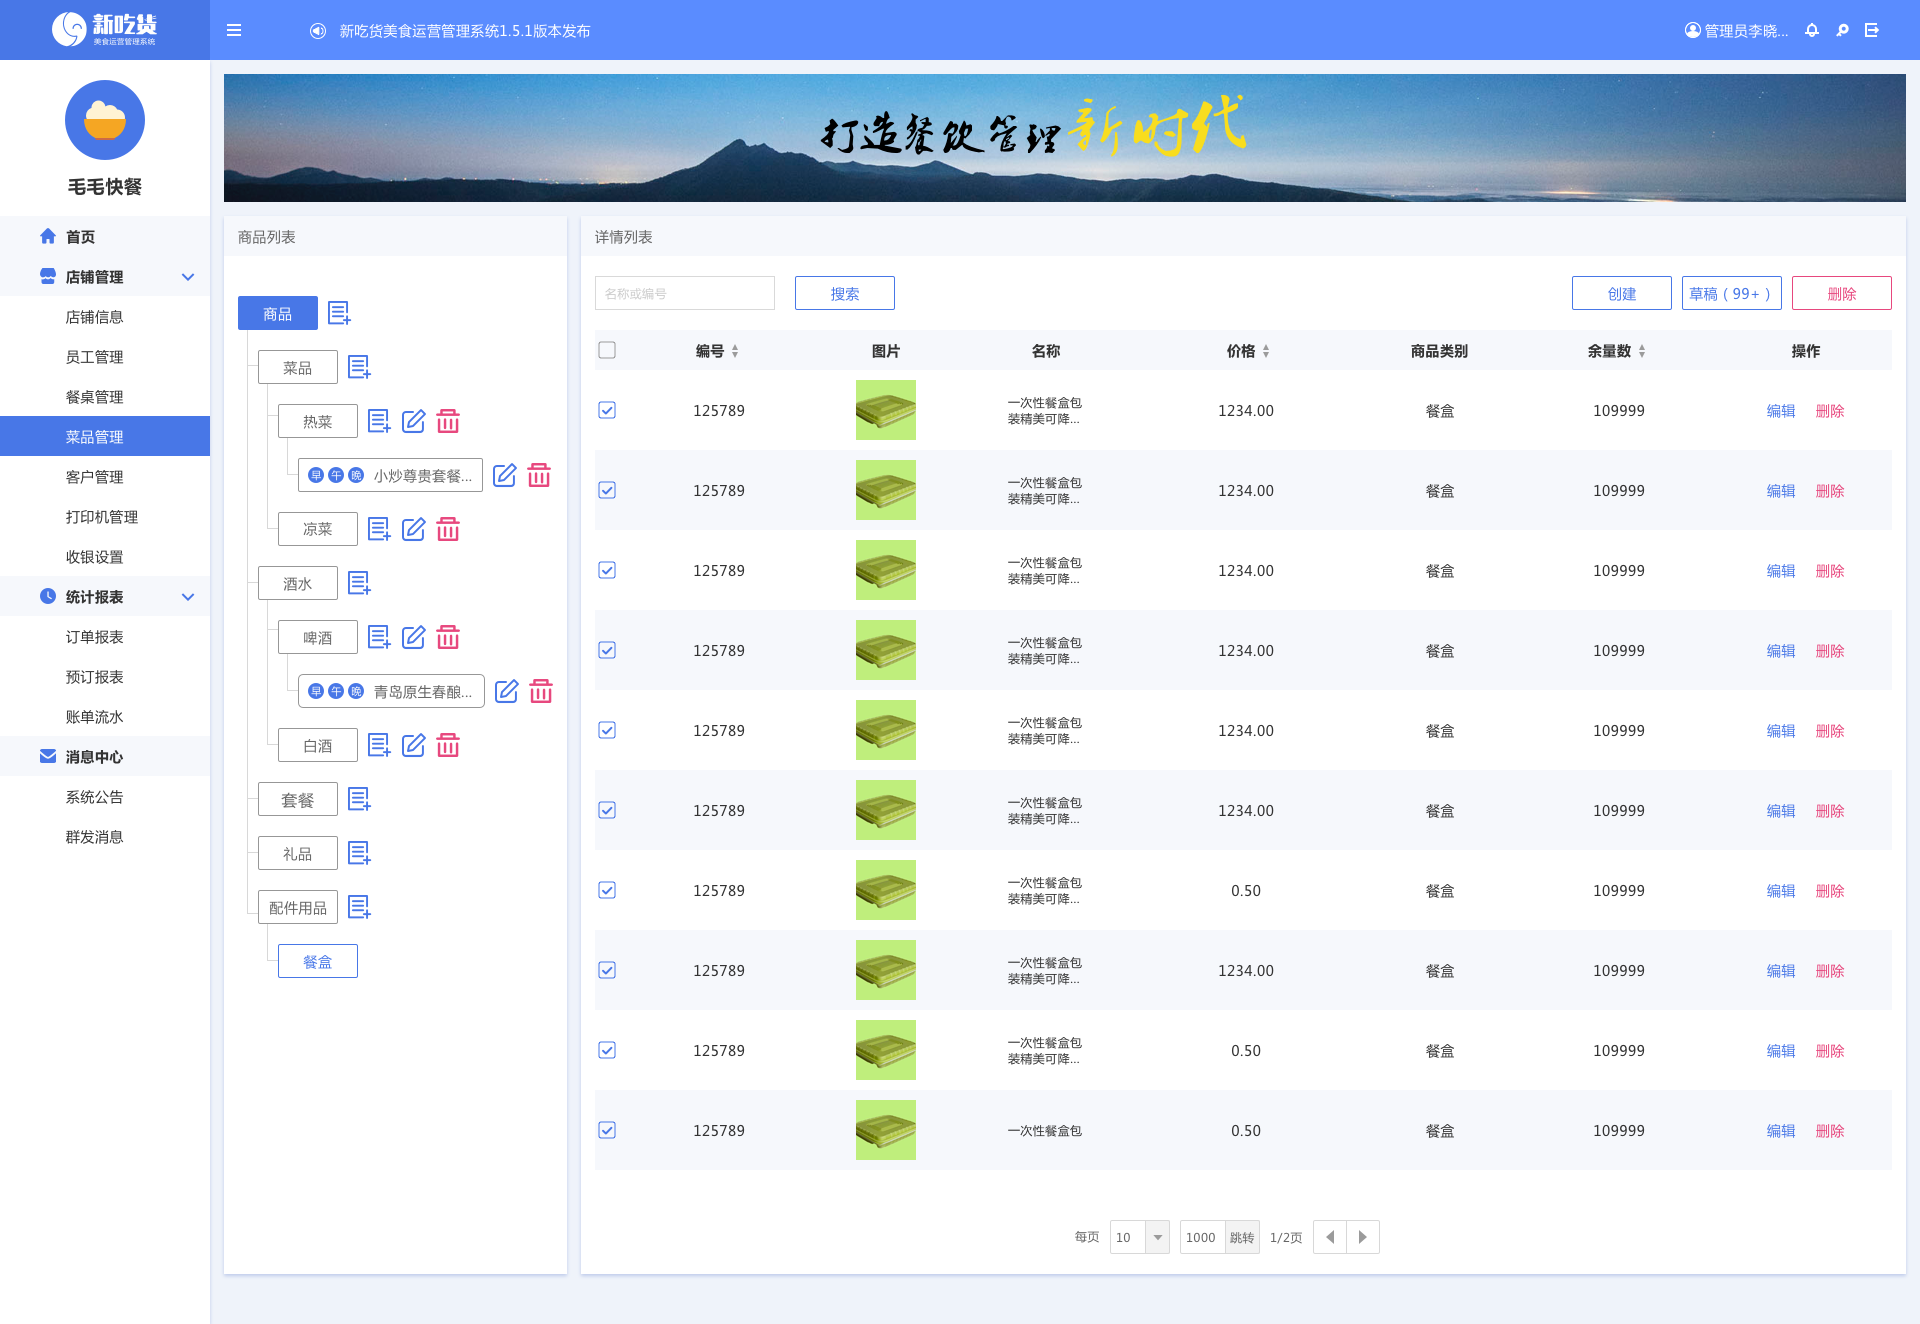 新吃货
美食运营管理系统
新吃货美食运营管理系统1.5.1版本发布
管理员李晓...
毛毛快餐
首页
店铺管理
店铺信息
员工管理
餐桌管理
菜品管理
客户管理
打印机管理
收银设置
统计报表
订单报表
预订报表
账单流水
消息中心
系统公告
群发消息
打造餐饮管理新时代
商品列表
商品
菜品
热菜
早 午 晚 小炒尊贵套餐...
凉菜
酒水
啤酒
早 午 晚 青岛原生春酿...
白酒
套餐
礼品
配件用品
餐盒
详情列表
名称或编号 搜索 创建 草稿（99+） 删除
编号 图片 名称 价格 商品类别 余量数 操作
125789 一次性餐盒包 1234.00 餐盒 109999 编辑 删除
装精美可降...
125789 一次性餐盒包 1234.00 餐盒 109999 编辑 删除
装精美可降...
125789 一次性餐盒包 1234.00 餐盒 109999 编辑 删除
装精美可降...
125789 一次性餐盒包 1234.00 餐盒 109999 编辑 删除
装精美可降...
125789 一次性餐盒包 1234.00 餐盒 109999 编辑 删除
装精美可降...
125789 一次性餐盒包 1234.00 餐盒 109999 编辑 删除
装精美可降...
125789 一次性餐盒包 0.50 餐盒 109999 编辑 删除
装精美可降...
125789 一次性餐盒包 1234.00 餐盒 109999 编辑 删除
装精美可降...
125789 一次性餐盒包 0.50 餐盒 109999 编辑 删除
装精美可降...
125789 一次性餐盒包 0.50 餐盒 109999 编辑 删除
每页 10 1000 跳转 1/2页